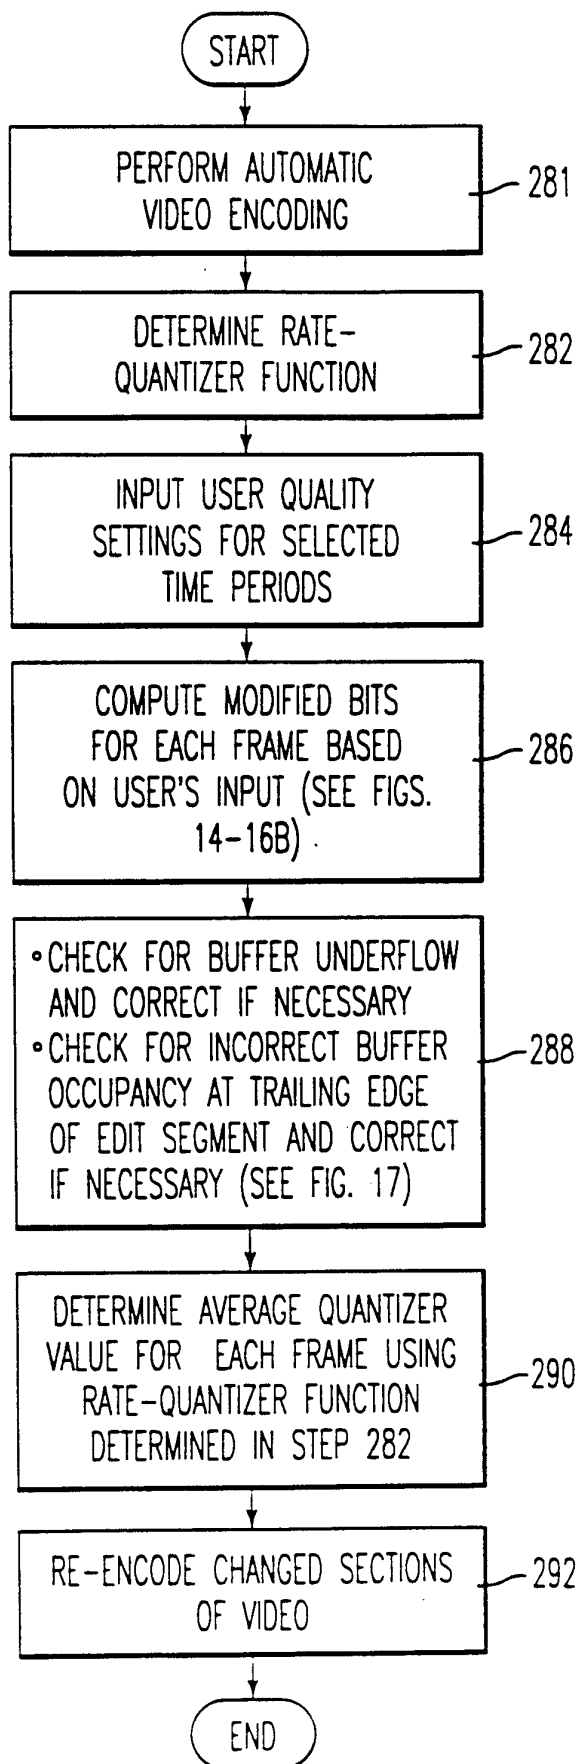 START
PERFORM AUTOMATIC
VIDEO ENCODING
281
DETERMINE RATE-
QUANTIZER FUNCTION
282
INPUT USER QUALITY
SETTINGS FOR SELECTED
TIME PERIODS
284
COMPUTE MODIFIED BITS
FOR EACH FRAME BASED
ON USER'S INPUT (SEE FIGS.
14-16B)
286
• CHECK FOR BUFFER UNDERFLOW
AND CORRECT IF NECESSARY
• CHECK FOR INCORRECT BUFFER
OCCUPANCY AT TRAILING EDGE
OF EDIT SEGMENT AND CORRECT
IF NECESSARY (SEE FIG. 17)
288
DETERMINE AVERAGE QUANTIZER
VALUE FOR EACH FRAME USING
RATE-QUANTIZER FUNCTION
DETERMINED IN STEP 282
290
RE-ENCODE CHANGED SECTIONS
OF VIDEO
292
END